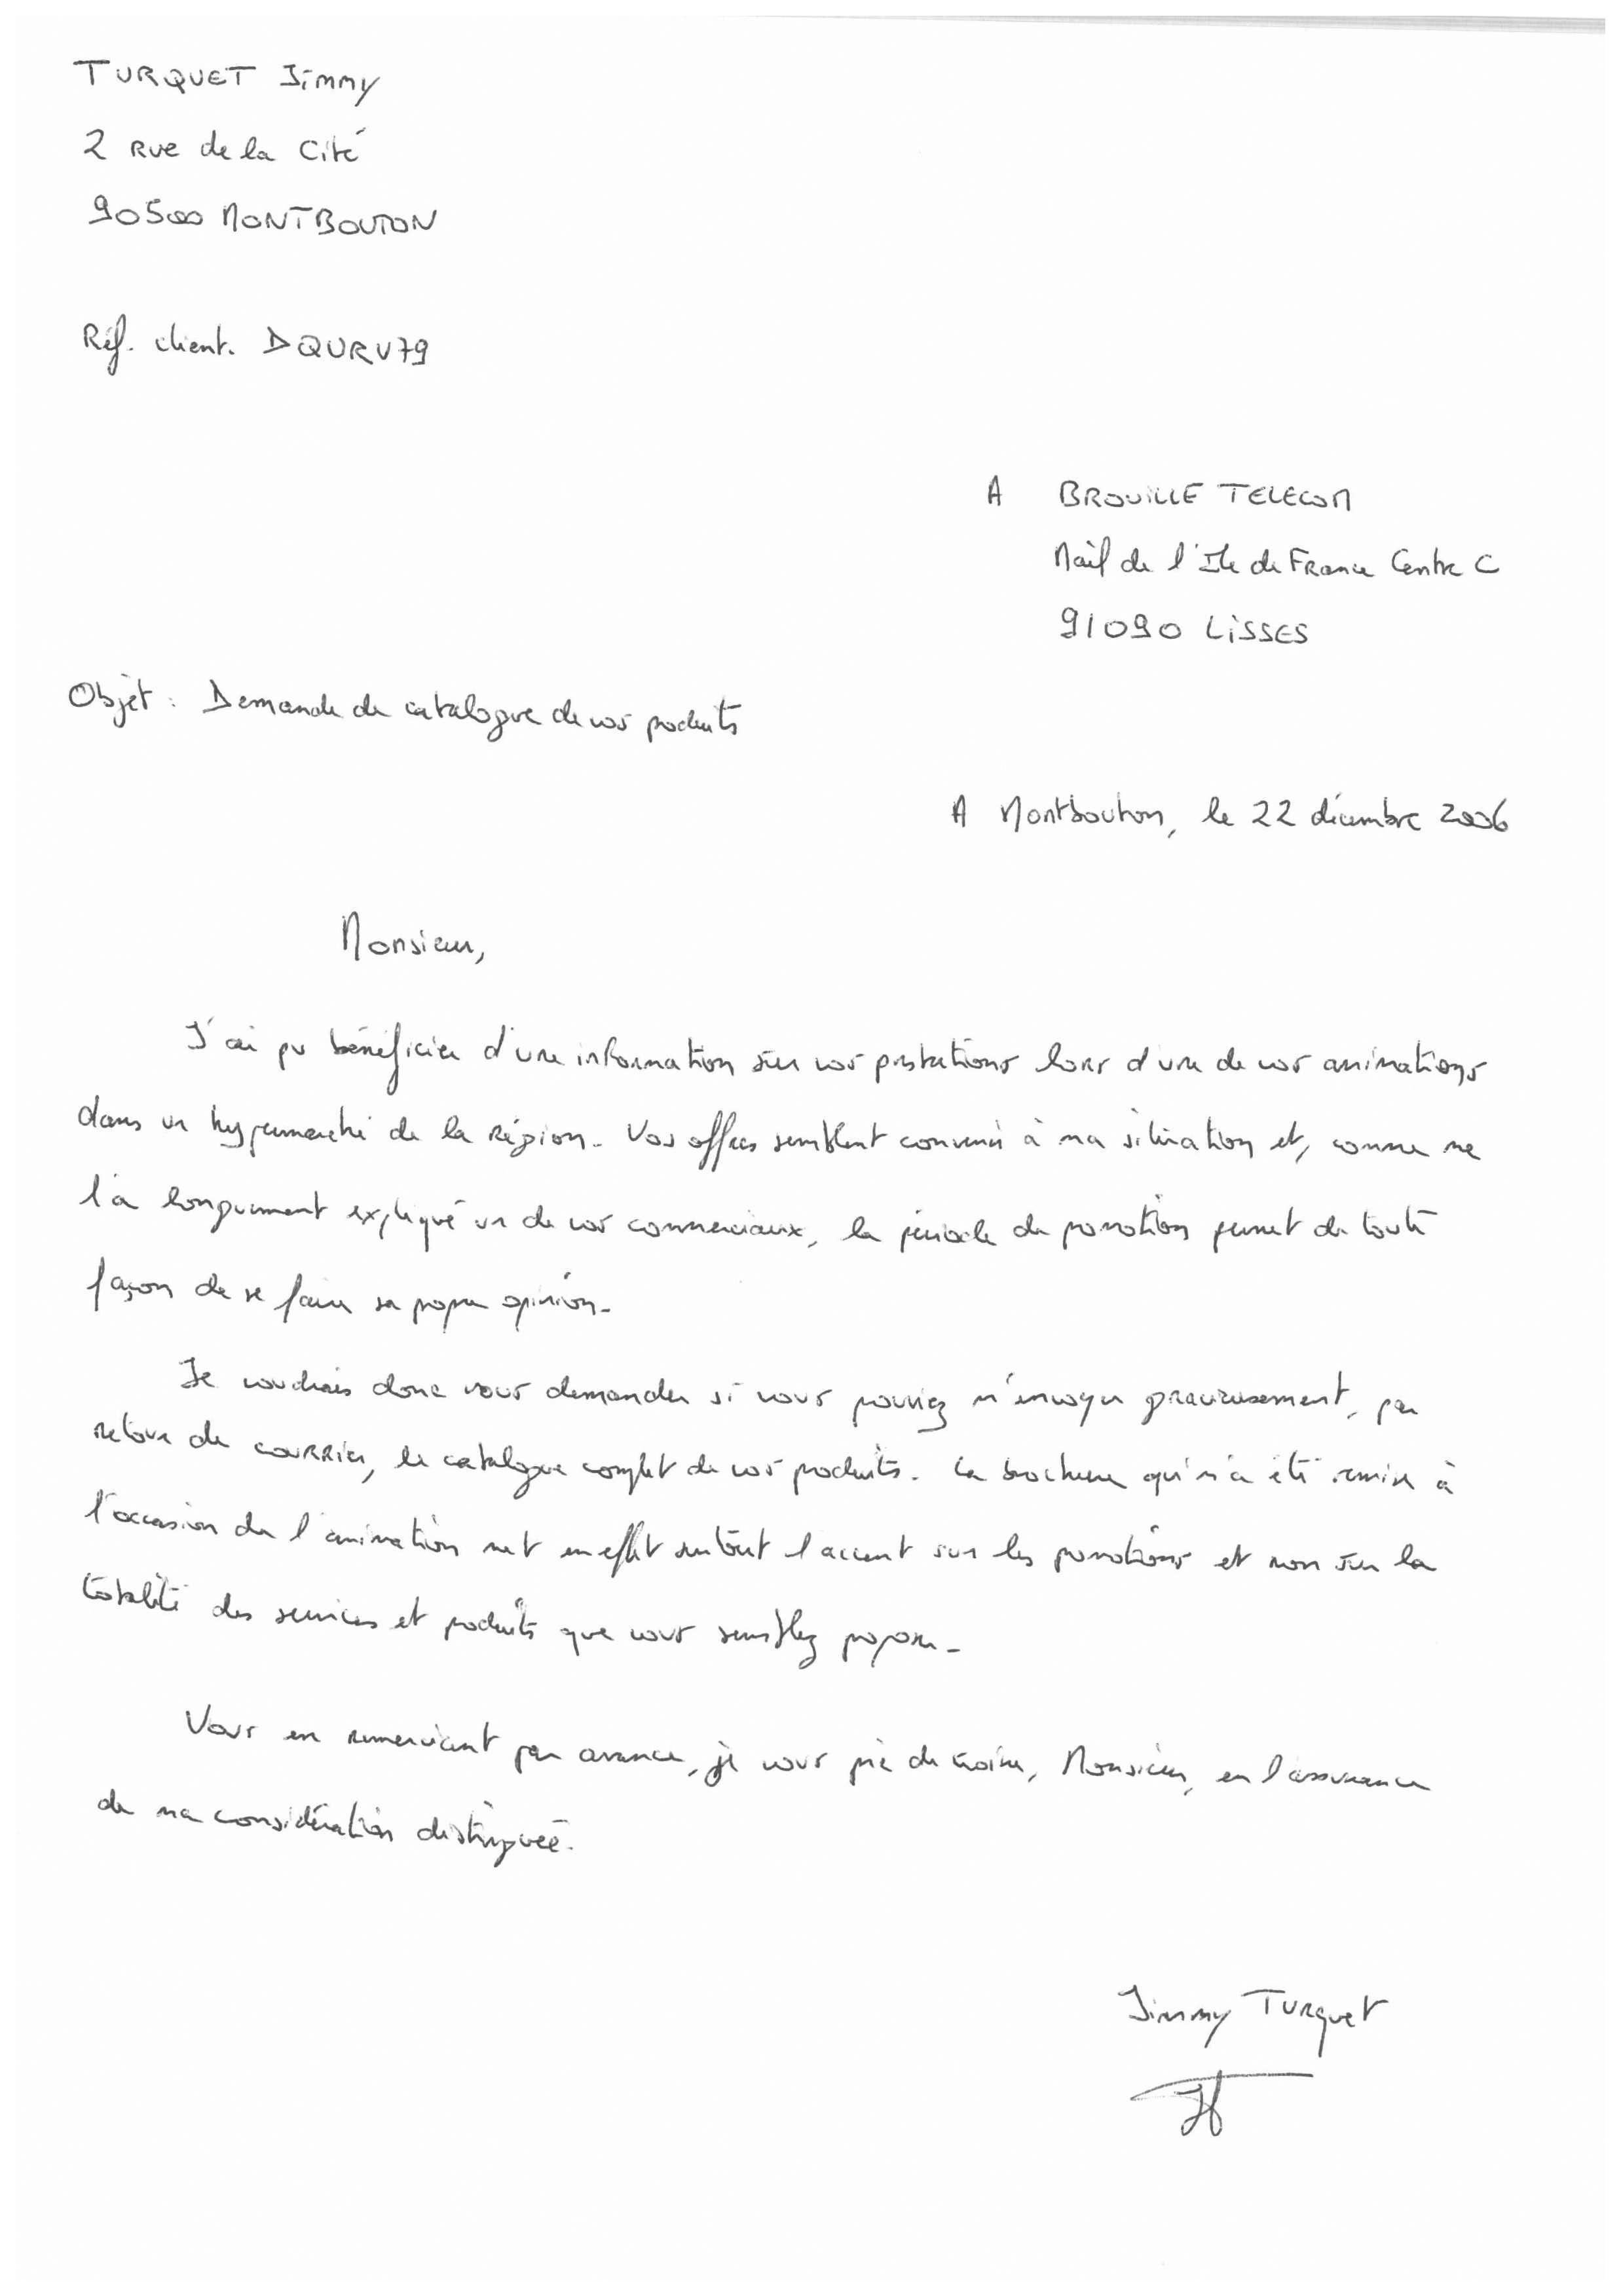 TURQUET Jimmy
2 Rue de la Cité
90500 MONTBOUTON
Réf. client. DQURV79
A BROUILLE TELECOM
Mail de l'Ile de France Centre C
91090 LISSES
Objet : Demande de catalogue de vos produits
A Montbouton, le 22 décembre 2006
Monsieur,
J'ai pu bénéficier d'une information sur vos prestations lors d'une de vos animations
dans un hypermarché de la région. Vos offres semblent convenir à ma situation et, comme me
l'a longuement expliqué un de vos commerciaux, la période de promotion permet de toute
façon de se faire sa propre opinion.
Je voudrais donc vous demander si vous pouviez m'envoyer gracieusement, par
retour de courrier, le catalogue complet de vos produits. La brochure qui m'a été remise à
l'occasion de l'animation met en effet surtout l'accent sur les promotions et non sur la
totalité des services et produits que vous semblez proposer.
Vous en remerciant par avance, je vous prie de croire, Monsieur, en l'assurance
de ma considération distinguée.
Jimmy Turquet
JT